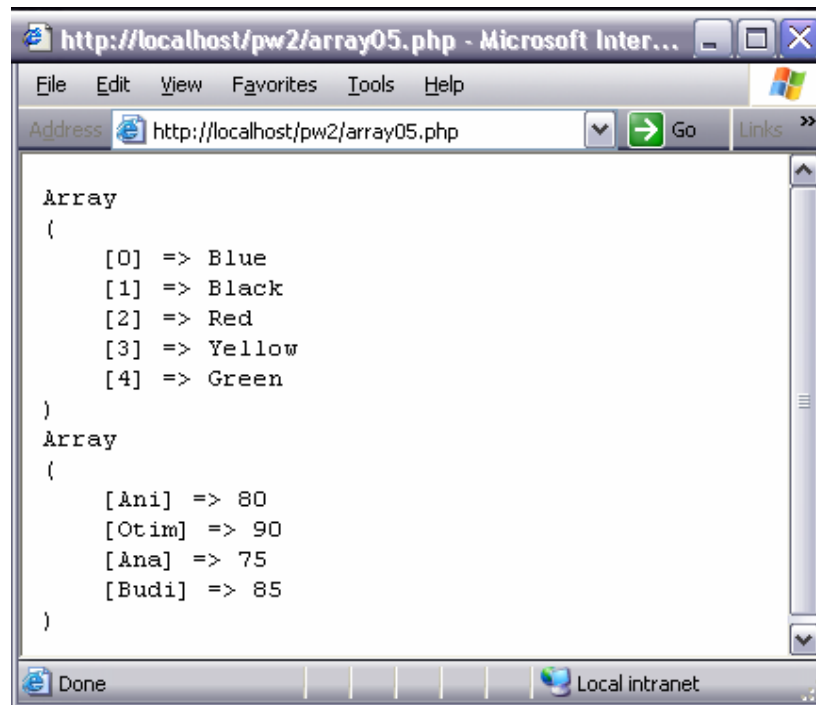 http://localhost/pw2/array05.php - Microsoft Inter...
File Edit View Favorites Tools Help
Address http://localhost/pw2/array05.php Go Links »
Array
(
[0] => Blue
[1] => Black
[2] => Red
[3] => Yellow
[4] => Green
)
Array
(
[Ani] => 80
[Otim] => 90
[Ana] => 75
[Budi] => 85
)
Done Local intranet